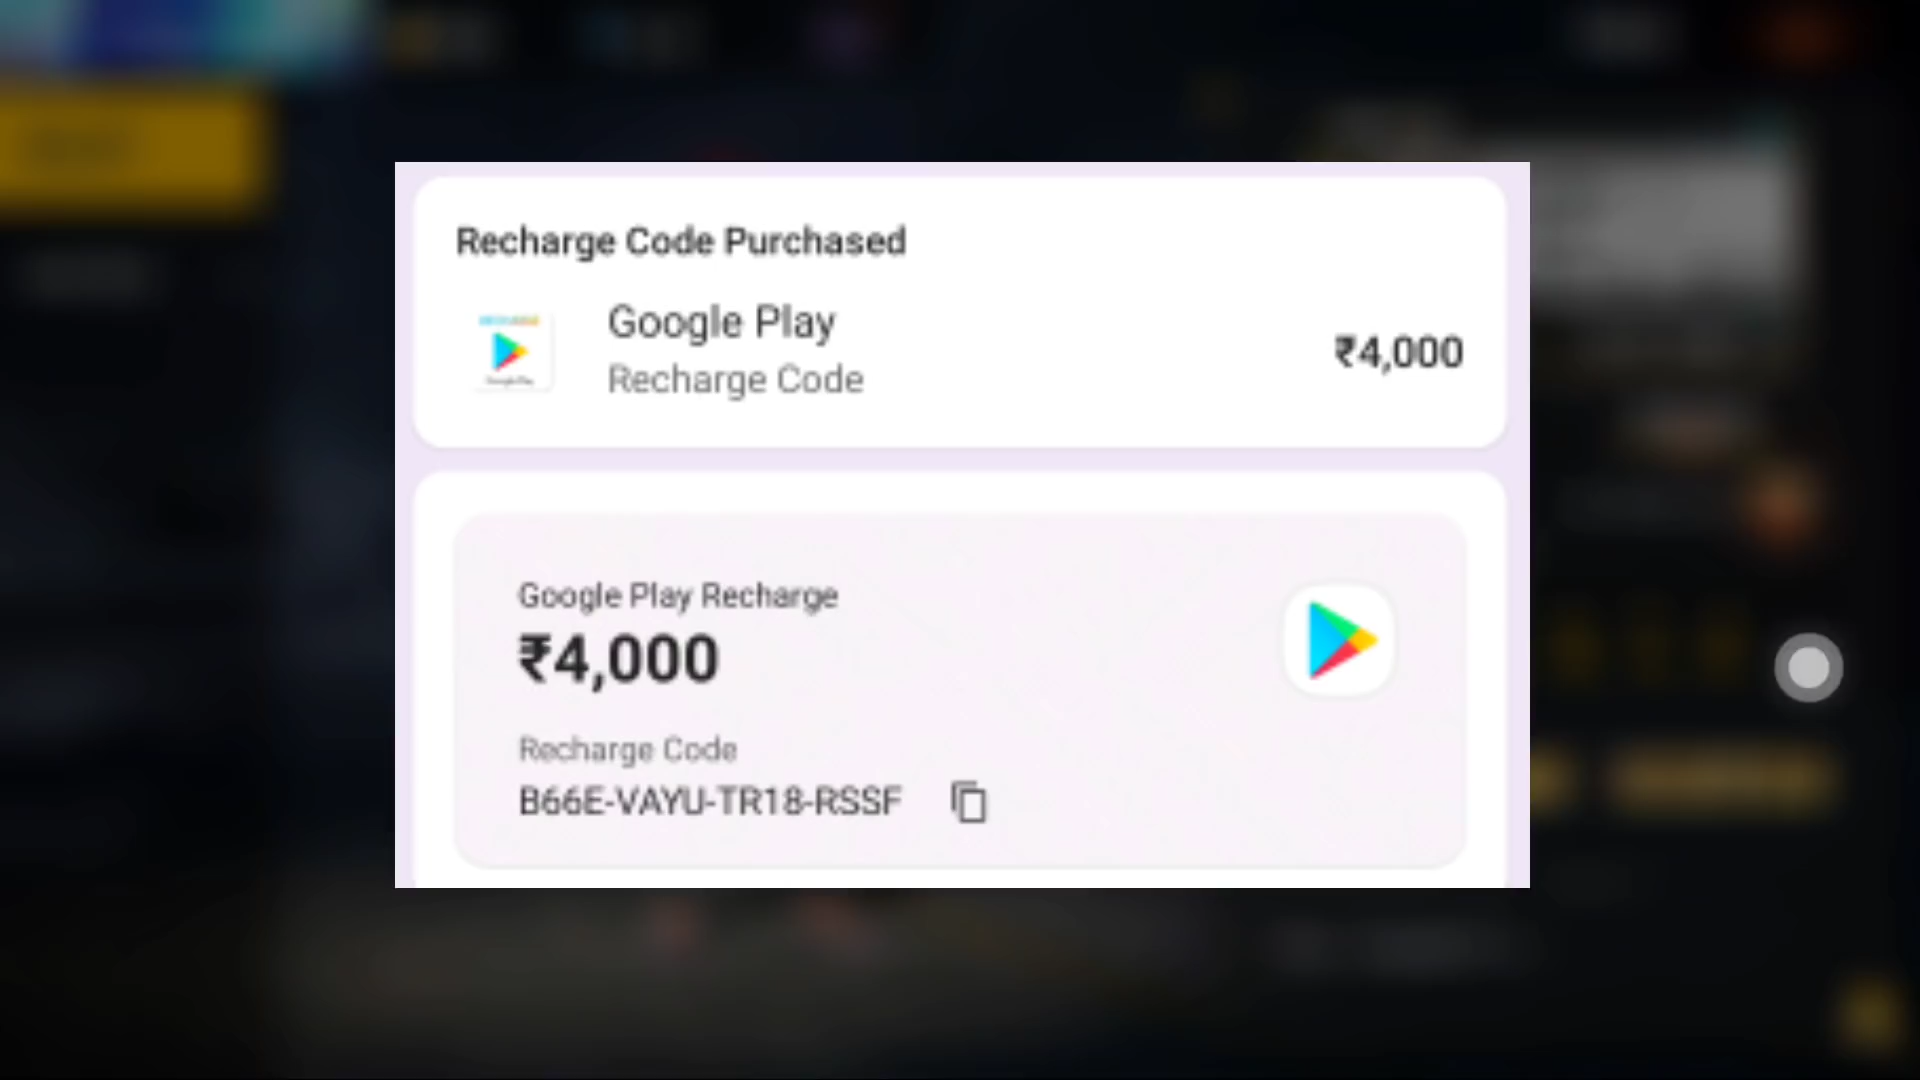 Recharge Code Purchased
Google Play
Recharge Code
₹4,000
Google Play Recharge
₹4,000
Recharge Code
B66E-VAYU-TR18-RSSF